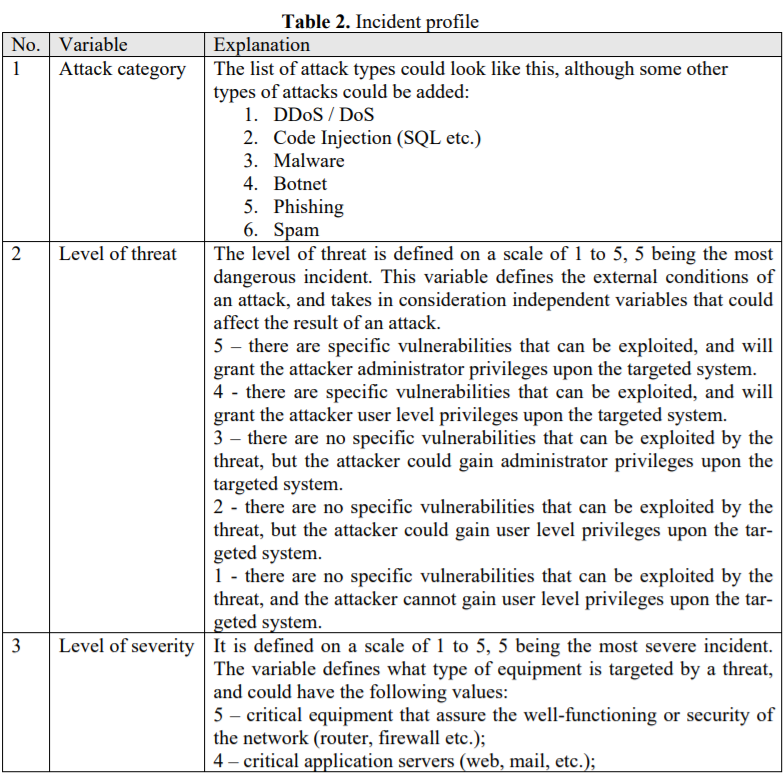 Table 2. Incident profile
No. Variable Explanation
1 Attack category The list of attack types could look like this, although some other
types of attacks could be added:
1. DDoS / DoS
2. Code Injection (SQL etc.)
3. Malware
4. Botnet
5. Phishing
6. Spam
2 Level of threat The level of threat is defined on a scale of 1 to 5, 5 being the most
dangerous incident. This variable defines the external conditions of
an attack, and takes in consideration independent variables that could
affect the result of an attack.
5 – there are specific vulnerabilities that can be exploited, and will
grant the attacker administrator privileges upon the targeted system.
4 - there are specific vulnerabilities that can be exploited, and will
grant the attacker user level privileges upon the targeted system.
3 – there are no specific vulnerabilities that can be exploited by the
threat, but the attacker could gain administrator privileges upon the
targeted system.
2 - there are no specific vulnerabilities that can be exploited by the
threat, but the attacker could gain user level privileges upon the tar-
geted system.
1 - there are no specific vulnerabilities that can be exploited by the
threat, and the attacker cannot gain user level privileges upon the tar-
geted system.
3 Level of severity It is defined on a scale of 1 to 5, 5 being the most severe incident.
The variable defines what type of equipment is targeted by a threat,
and could have the following values:
5 – critical equipment that assure the well-functioning or security of
the network (router, firewall etc.);
4 – critical application servers (web, mail, etc.);